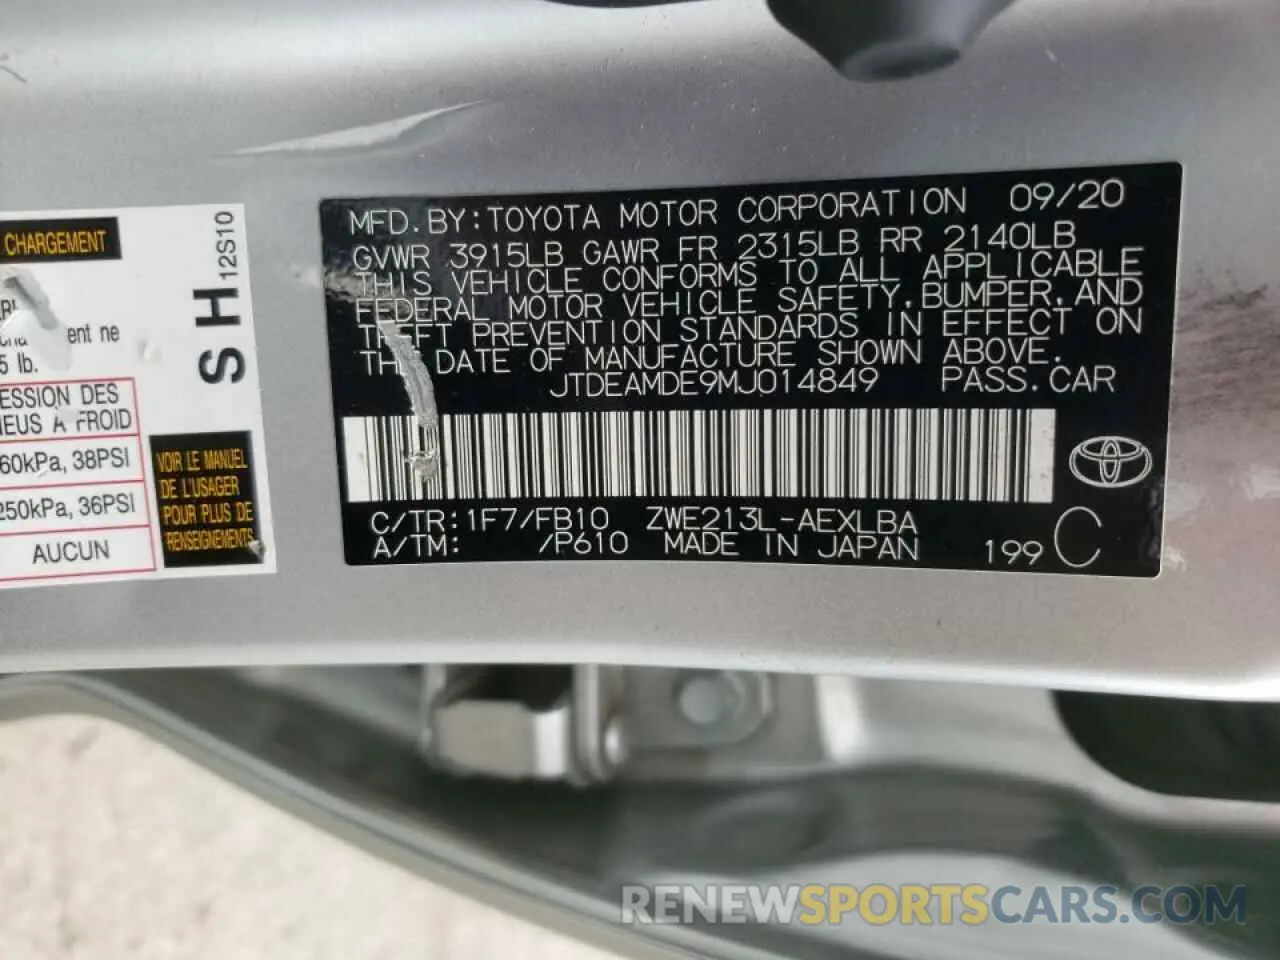 CHARGEMENT
ent ne
5 lb.
ESSION DES
NEUS À FROID
60kPa, 38PSI
250kPa, 36PSI
AUCUN
SH 12S10
VOIR LE MANUEL
DE L'USAGER
POUR PLUS DE
RENSEIGNEMENTS
MFD.BY:TOYOTA MOTOR CORPORATION 09/20
GVWR 3915LB GAWR FR 2315LB RR 2140LB
THIS VEHICLE CONFORMS TO ALL APPLICABLE
FEDERAL MOTOR VEHICLE SAFETY,BUMPER,AND
THEFT PREVENTION STANDARDS IN EFFECT ON
THE DATE OF MANUFACTURE SHOWN ABOVE.
JTDEAMDE9MJ014849 PASS.CAR
C/TR:1F7/FB10 ZWE213L-AEXLBA
A/TM: /P610 MADE IN JAPAN 199 C
RENEWSPORTSCARS.COM